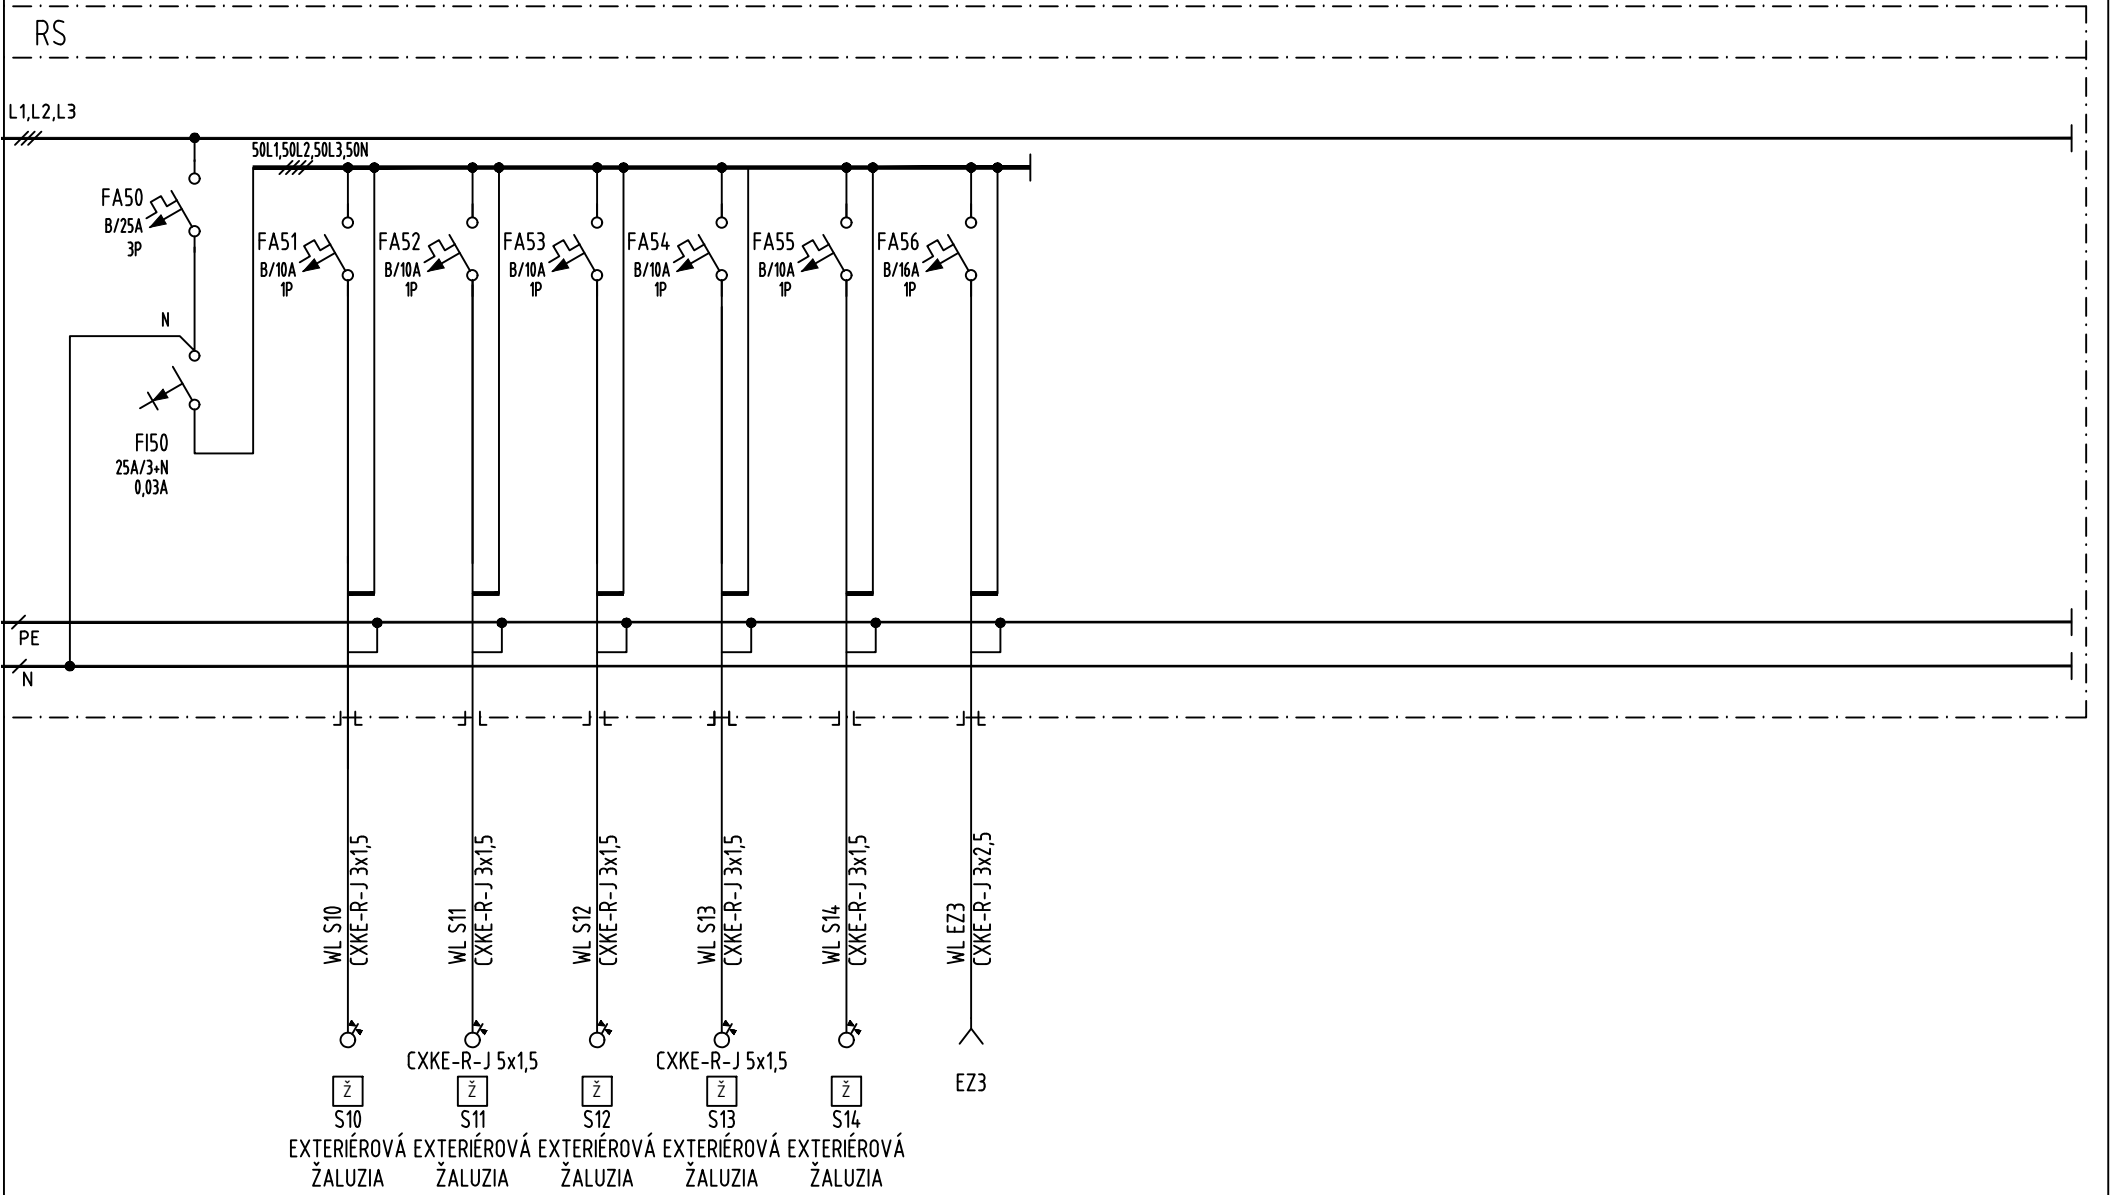 RS
L1,L2,L3
50L1,50L2,50L3,50N
FA50
B/25A
3P
FA51
B/10A
1P
FA52
B/10A
1P
FA53
B/10A
1P
FA54
B/10A
1P
FA55
B/10A
1P
FA56
B/16A
1P
N
FI50
25A/3+N
0,03A
PE
N
WL S10
CXKE-R-J 3x1,5
WL S11
CXKE-R-J 3x1,5
WL S12
CXKE-R-J 3x1,5
WL S13
CXKE-R-J 3x1,5
WL S14
CXKE-R-J 3x1,5
WL EZ3
CXKE-R-J 3x2,5
CXKE-R-J 5x1,5
CXKE-R-J 5x1,5
Ž
S10
EXTERIÉROVÁ
ŽALUZIA
Ž
S11
EXTERIÉROVÁ
ŽALUZIA
Ž
S12
EXTERIÉROVÁ
ŽALUZIA
Ž
S13
EXTERIÉROVÁ
ŽALUZIA
Ž
S14
EXTERIÉROVÁ
ŽALUZIA
EZ3